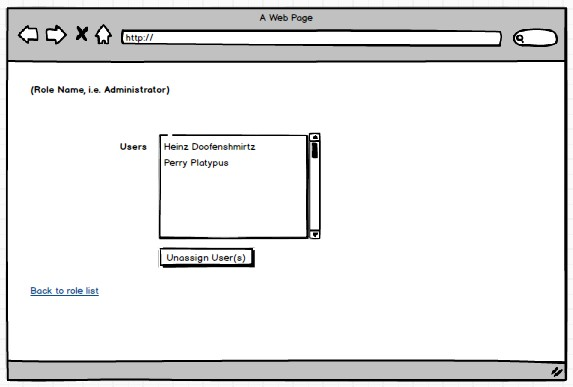 A Web Page
http://
(Role Name, i.e. Administrator)
Users
Heinz Doofenshmirtz
Perry Platypus
Unassign User(s)
Back to role list